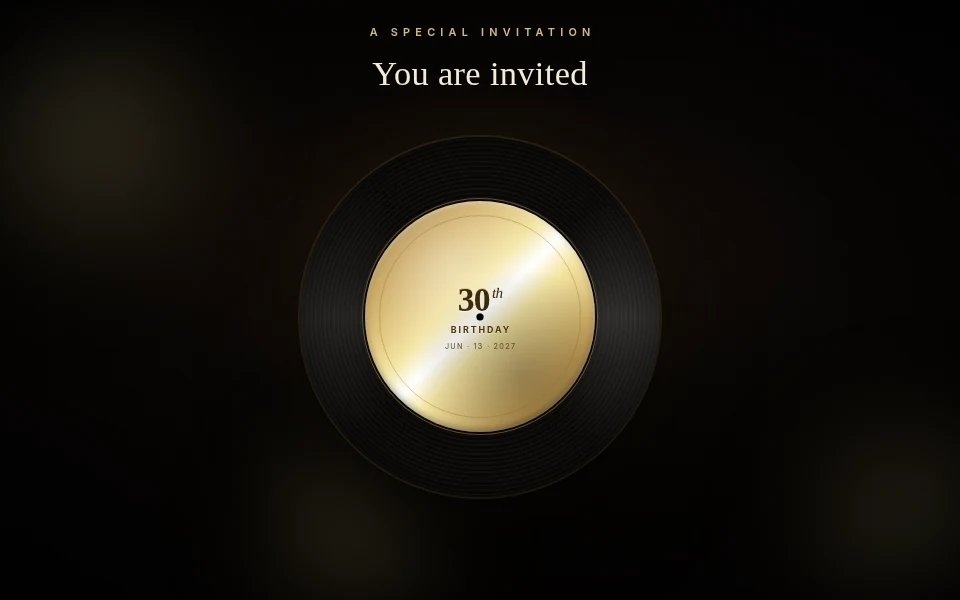 A SPECIAL INVITATION
You are invited
30th
BIRTHDAY
JUN · 13 · 2027